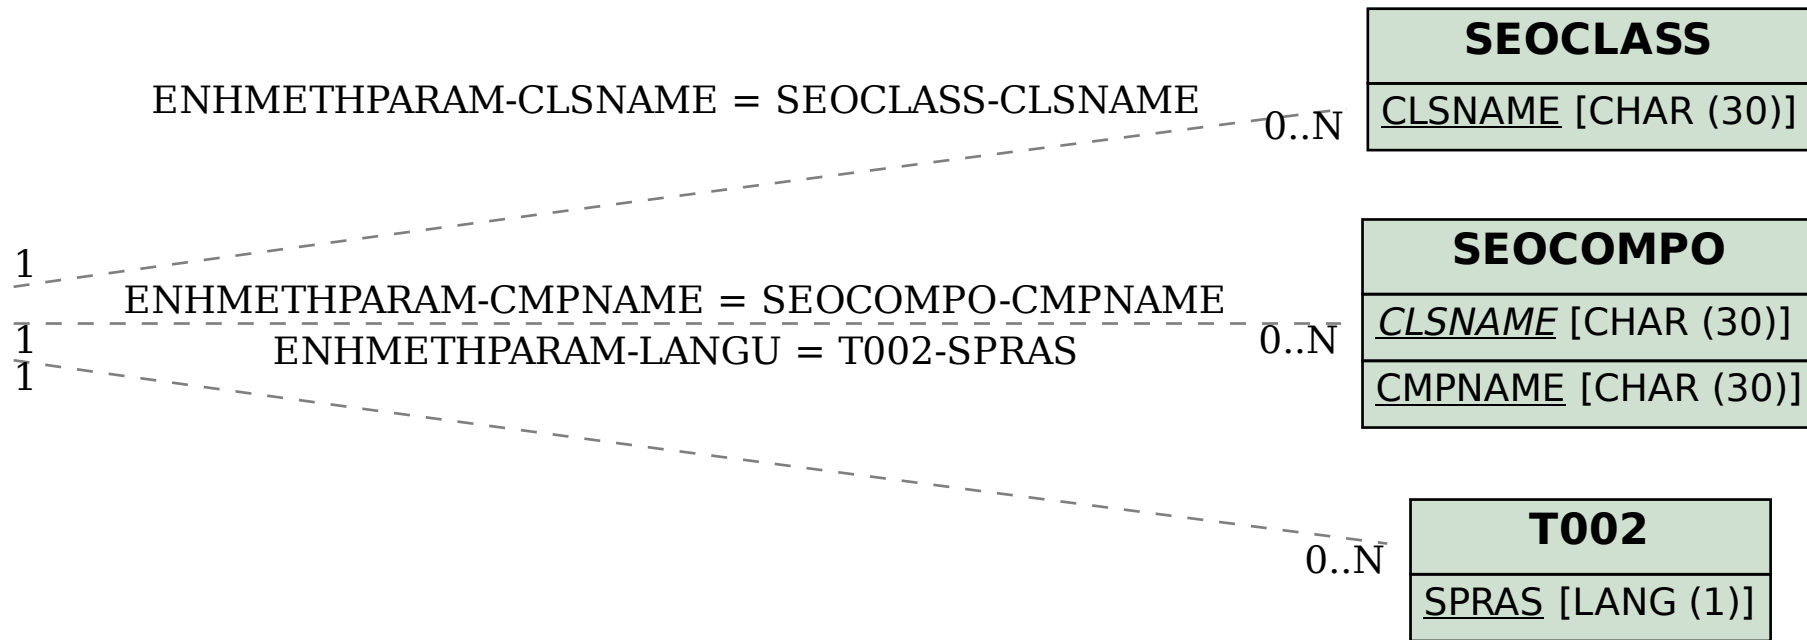 SEOCLASS
ENHMETHPARAM-CLSNAME = SEOCLASS-CLSNAME
0..N
CLSNAME [CHAR (30)]
1
SEOCOMPO
ENHMETHPARAM-CMPNAME = SEOCOMPO-CMPNAME
CLSNAME [CHAR (30)]
1
0..N
ENHMETHPARAM-LANGU = T002-SPRAS
1
CMPNAME [CHAR (30)]
T002
0..N
SPRAS [LANG (1)]